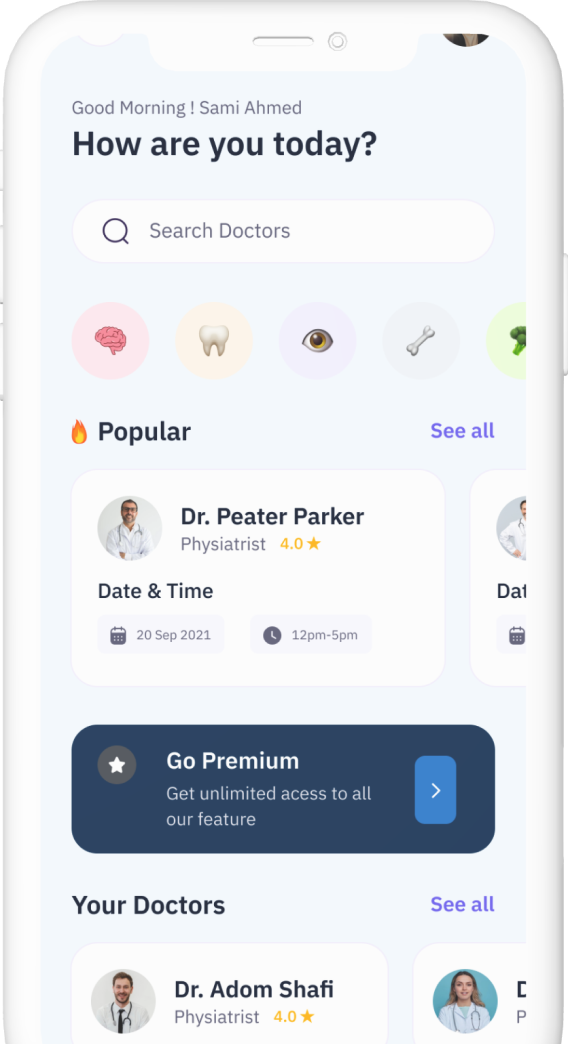 Good Morning ! Sami Ahmed
How are you today?
Search Doctors
Popular
See all
Dr. Peater Parker
Physiatrist 4.0
Date & Time
20 Sep 2021
12pm-5pm
Dat
Go Premium
Get unlimited acess to all
our feature
Your Doctors
See all
Dr. Adom Shafi
Physiatrist 4.0
D
P